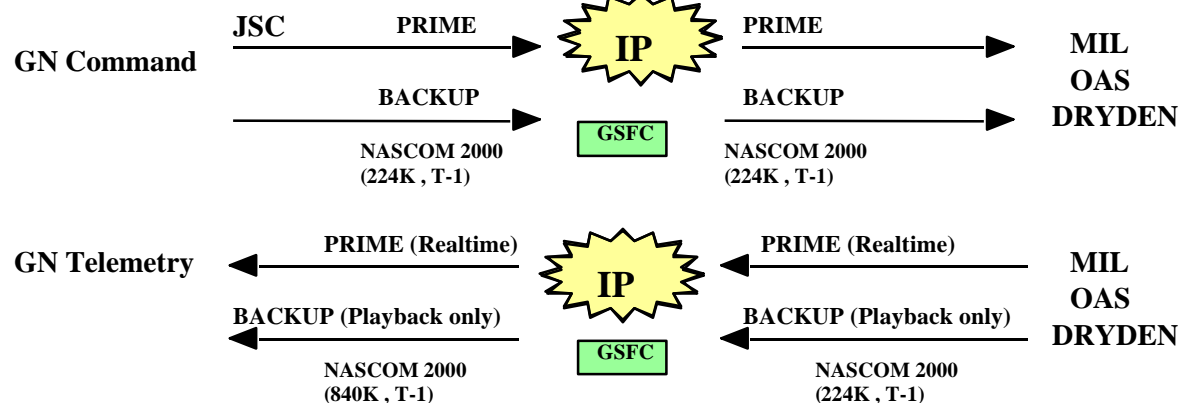 JSC
PRIME
IP
PRIME
MIL
GN Command
OAS
BACKUP
BACKUP
DRYDEN
GSFC
NASCOM 2000
(224K , T-1)
NASCOM 2000
(224K , T-1)
PRIME (Realtime)
PRIME (Realtime)
GN Telemetry
IP
MIL
OAS
BACKUP (Playback only)
BACKUP (Playback only)
DRYDEN
GSFC
NASCOM 2000
(840K , T-1)
NASCOM 2000
(224K , T-1)